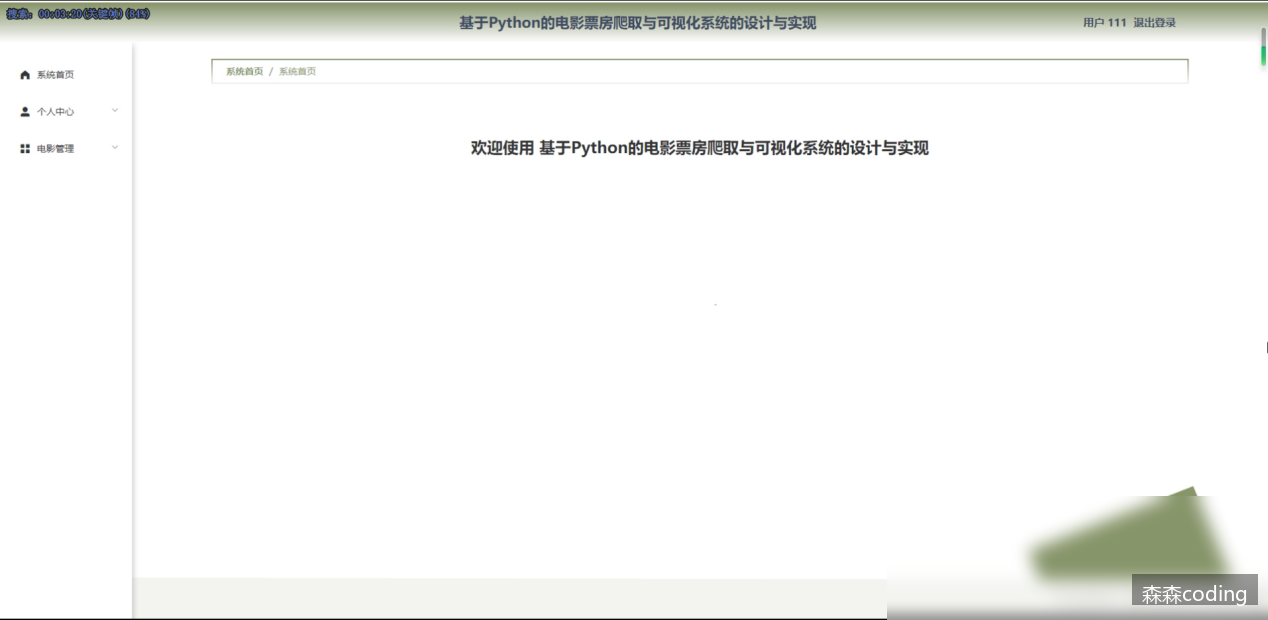 搜索: 00:03:20(关键帧) (84%)
基于Python的电影票房爬取与可视化系统的设计与实现
用户 111 退出登录
系统首页
个人中心
电影管理
系统首页 / 系统首页
欢迎使用 基于Python的电影票房爬取与可视化系统的设计与实现
森森coding